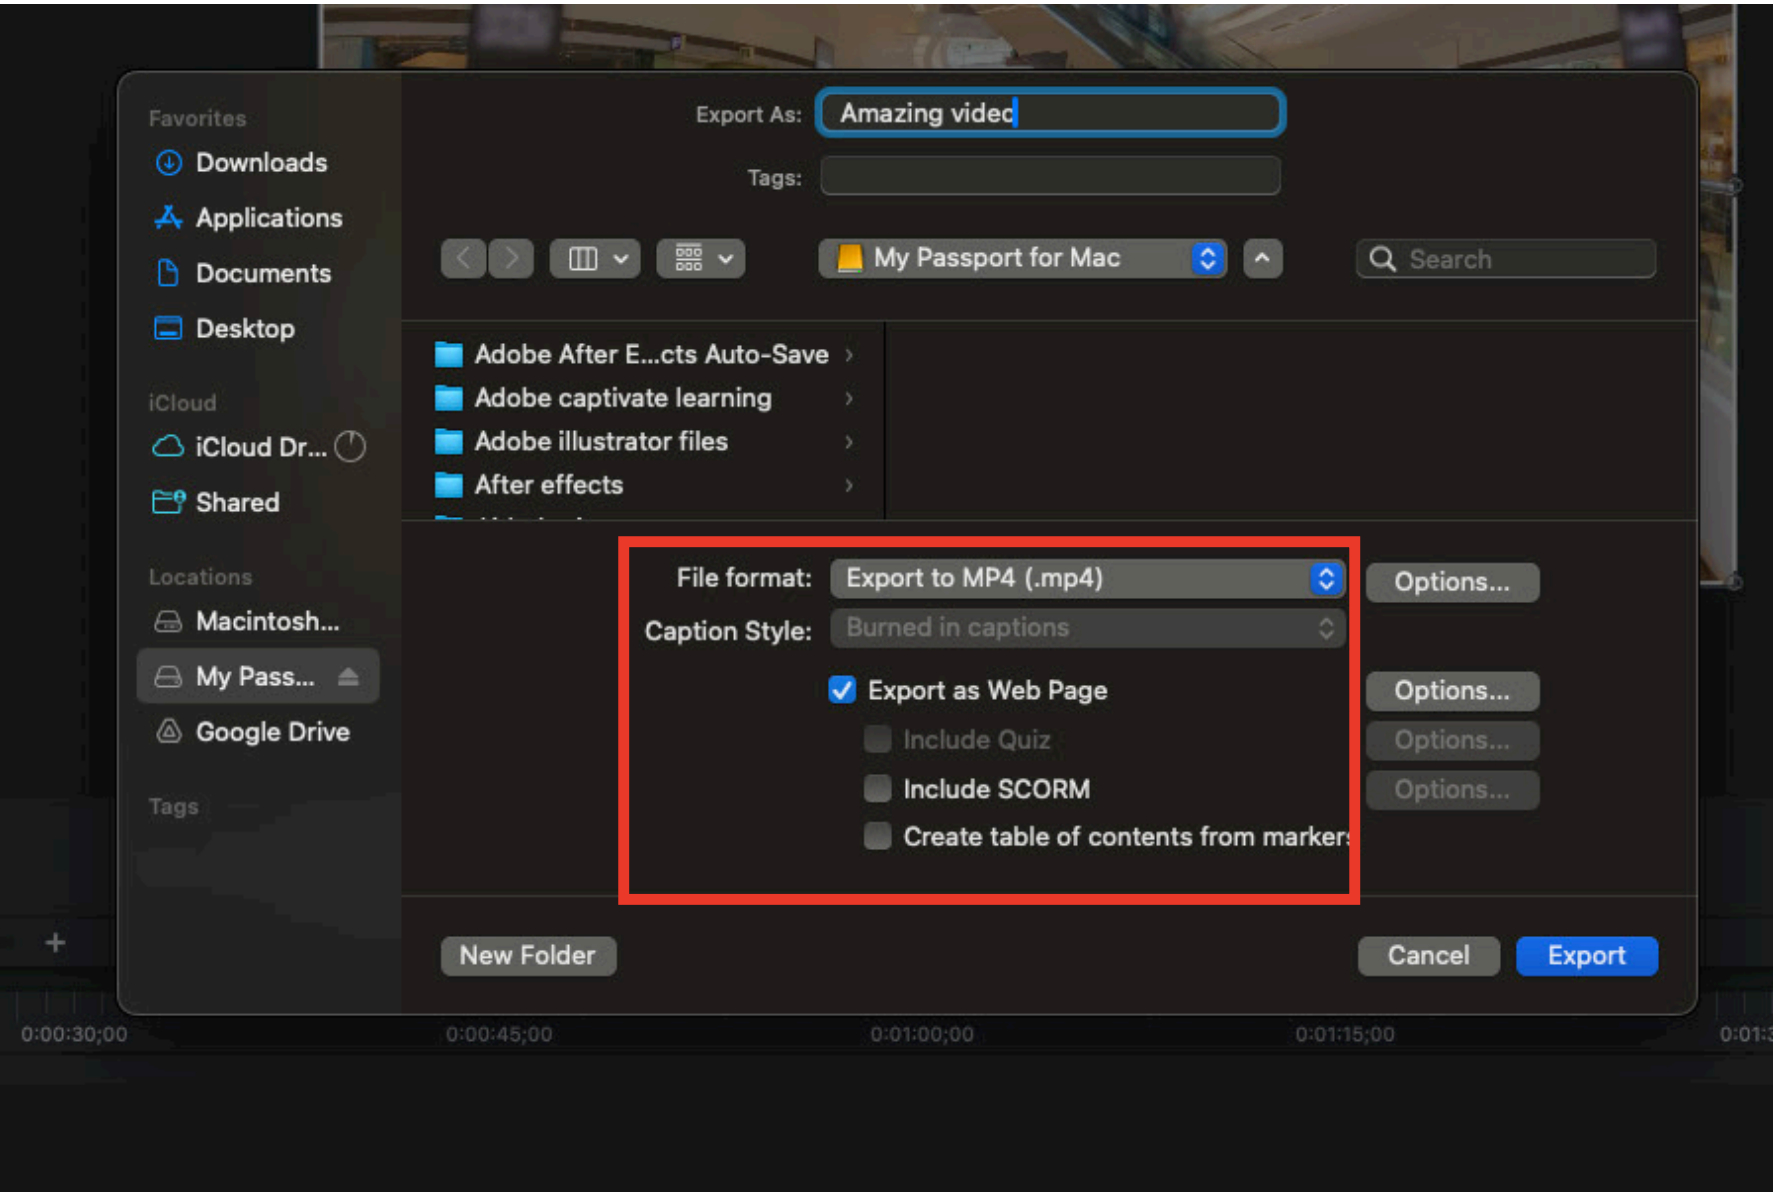 Favorites
Downloads
Applications
Documents
Desktop
iCloud
iCloud Dr...
Shared
Locations
Macintosh...
My Pass...
Google Drive
Tags
Export As: Amazing video
Tags:
My Passport for Mac
Search
Adobe After E...cts Auto-Save
Adobe captivate learning
Adobe illustrator files
After effects
File format: Export to MP4 (.mp4) Options...
Caption Style: Burned in captions
Export as Web Page Options...
Include Quiz Options...
Include SCORM Options...
Create table of contents from markers
New Folder Cancel Export
0:00:30;00 0:00:45;00 0:01:00;00 0:01:15;00